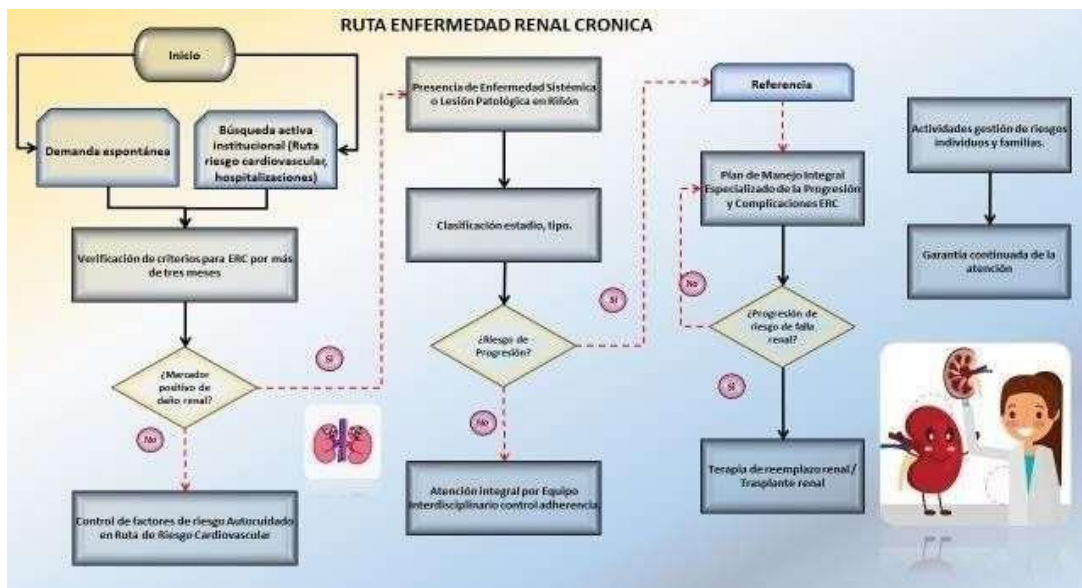 RUTA ENFERMEDAD RENAL CRONICA
Inicio
Demanda espontánea
Búsqueda activa
institucional (Ruta
riesgo cardiovascular,
hospitalizaciones)
Verificación de criterios para ERC por más
de tres meses
¿Marcador
positivo de
daño renal?
Si
No
Control de factores de riesgo Autocuidado
en Ruta de Riesgo Cardiovascular
Presencia de Enfermedad Sistémica
o Lesión Patológica en Riñón
Clasificación estadio, tipo.
¿Riesgo de
Progresión?
Si
No
Atención integral por Equipo
Interdisciplinario control adherencia.
Referencia
Plan de Manejo Integral
Especializado de la Progresión
y Complicaciones ERC
No
¿Progresión de
riesgo de falla
renal?
Si
Terapia de reemplazo renal /
Trasplante renal
Actividades gestión de riesgos
individuos y familias.
Garantía continuada de la
atención